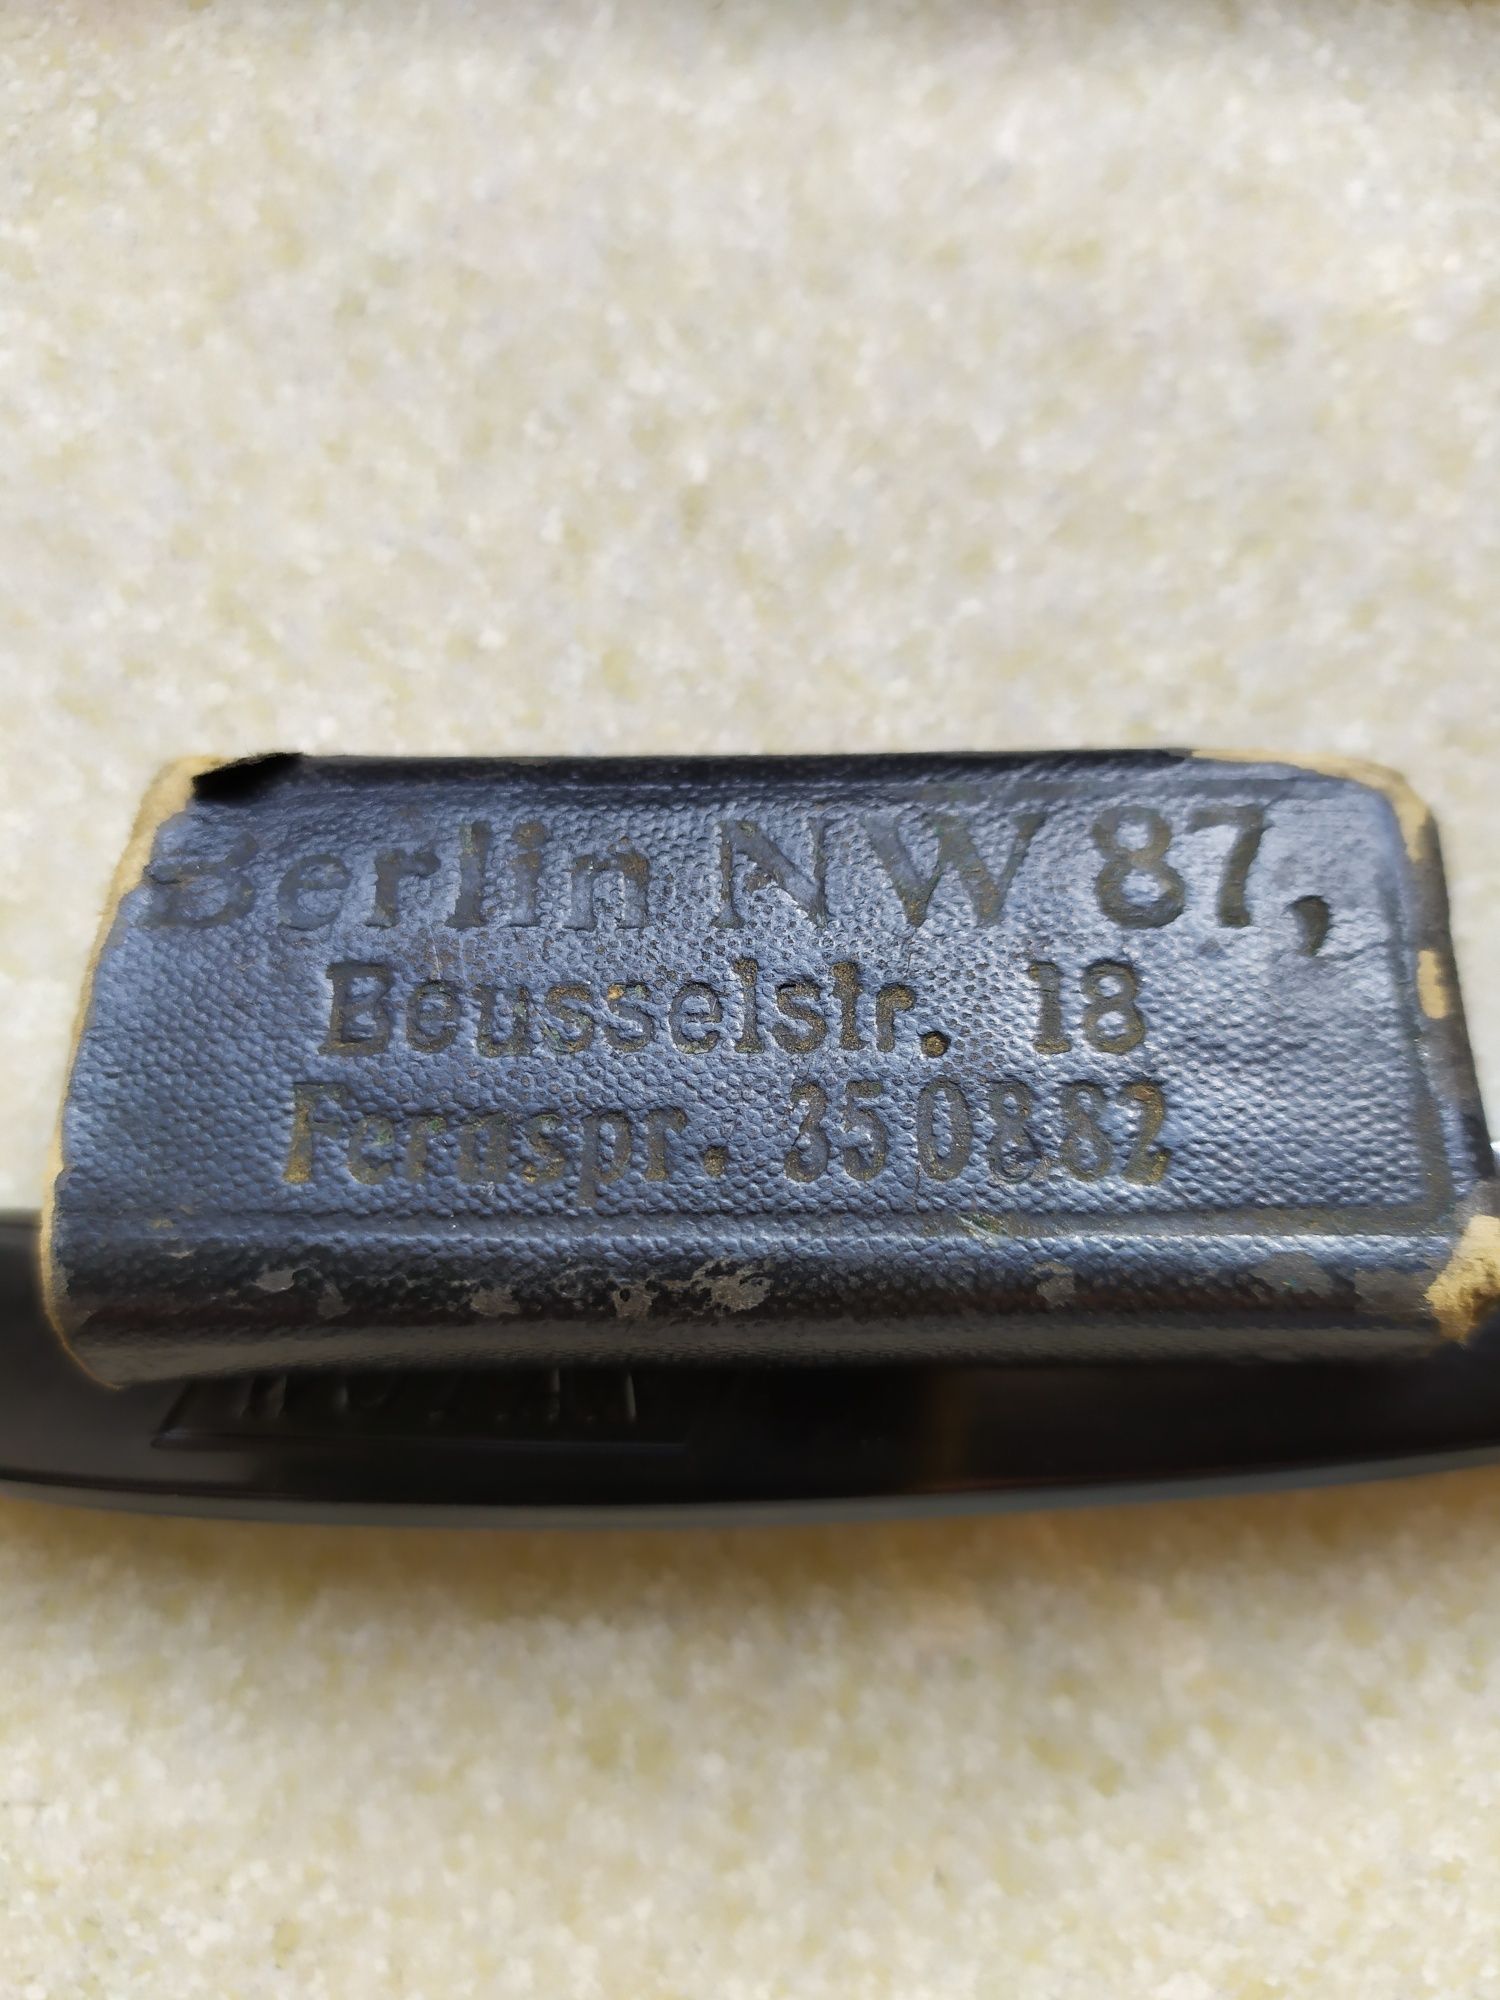 Berlin NW 87,
Beusselstr. 18
Fernspr. 350882